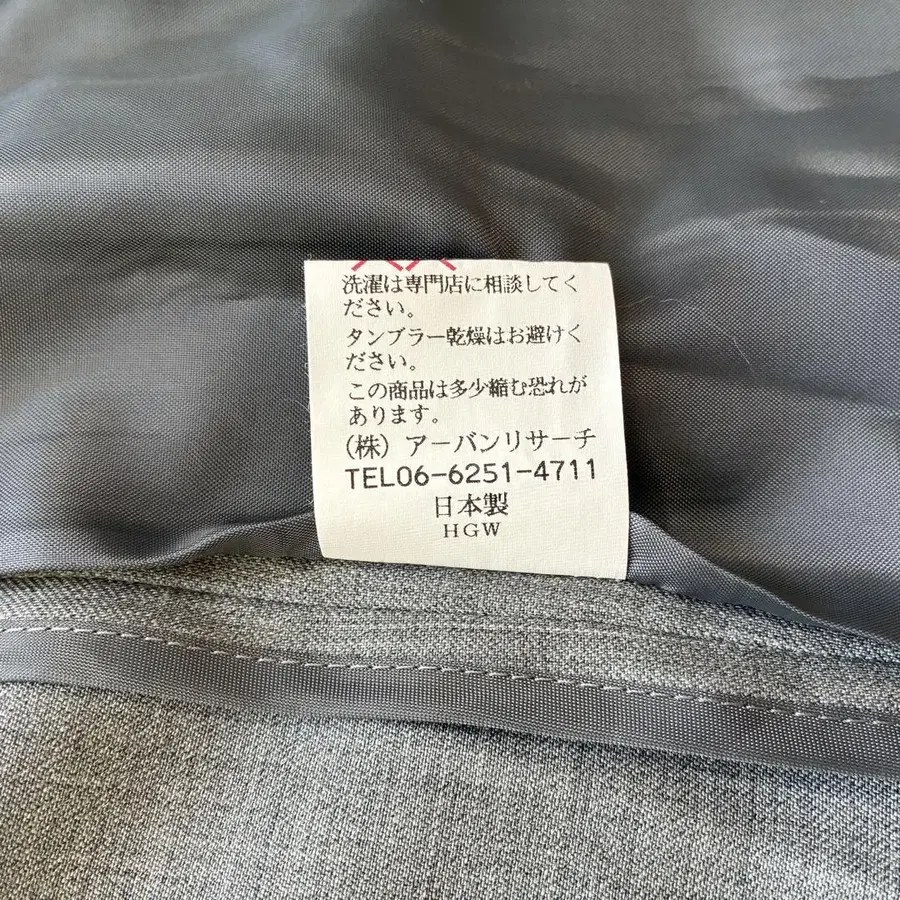 洗濯は専門店に相談してく
ださい。
タンブラー乾燥はお避けく
ださい。
この商品は多少縮む恐れが
あります。
(株) アーバンリサーチ
TEL06-6251-4711
日本製
HGW